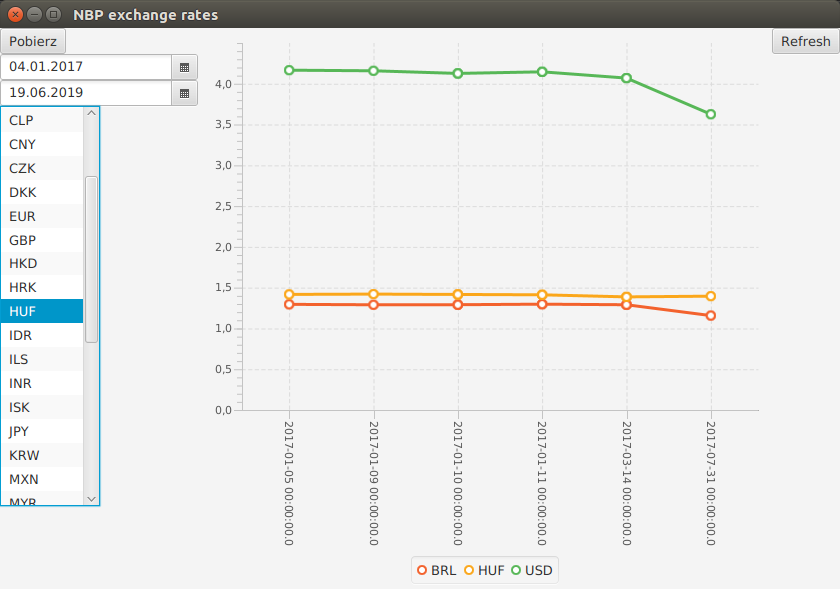 NBP exchange rates
Pobierz
Refresh
04.01.2017
19.06.2019
CLP
CNY
CZK
DKK
EUR
GBP
HKD
HRK
HUF
IDR
ILS
INR
ISK
JPY
KRW
MXN
MYR
4,0
3,5
3,0
2,5
2,0
1,5
1,0
0,5
0,0
2017-01-05 00:00:00.0
2017-01-09 00:00:00.0
2017-01-10 00:00:00.0
2017-01-11 00:00:00.0
2017-03-14 00:00:00.0
2017-07-31 00:00:00.0
BRL HUF USD